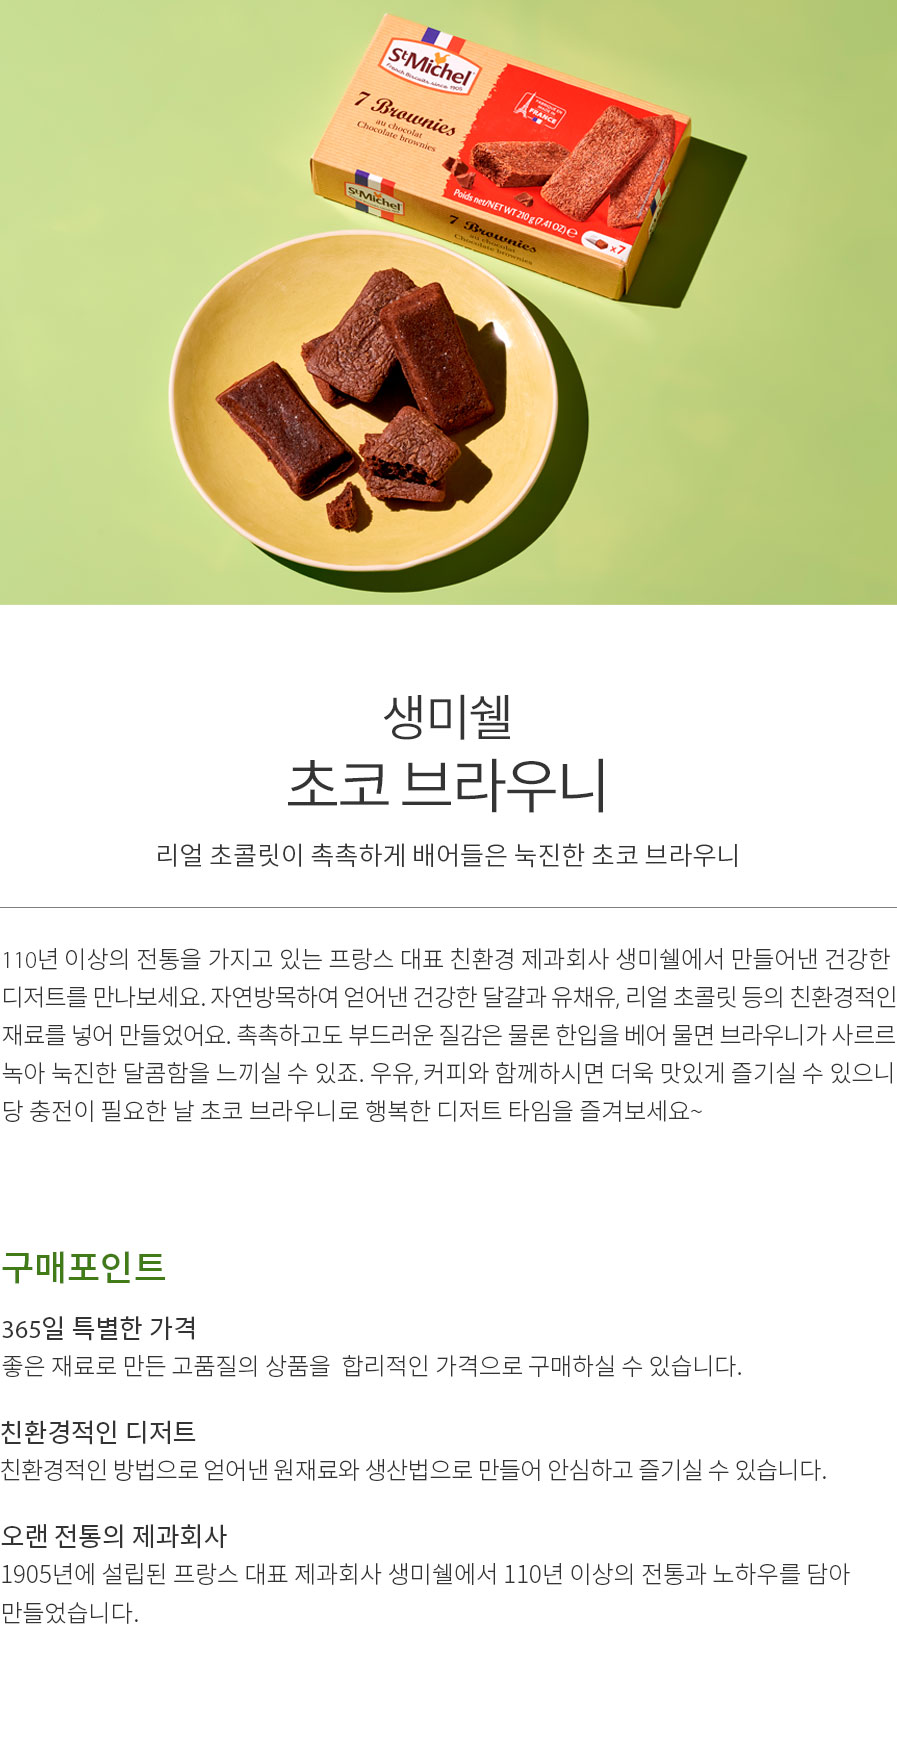 St Michel
French Biscuits since 1905
7 Brownies
au chocolat
Chocolate brownies
FABRIQUÉ EN
MADE IN
FRANCE
Poids net/NET WT 210 g (7.41 OZ) ℮
x7
St Michel
7 Brownies
au chocolat
Chocolate brownies
생미쉘
초코 브라우니
리얼 초콜릿이 촉촉하게 배어들은 눅진한 초코 브라우니
110년 이상의 전통을 가지고 있는 프랑스 대표 친환경 제과회사 생미쉘에서 만들어낸 건강한
디저트를 만나보세요. 자연방목하여 얻어낸 건강한 달걀과 유채유, 리얼 초콜릿 등의 친환경적인
재료를 넣어 만들었어요. 촉촉하고도 부드러운 질감은 물론 한입을 베어 물면 브라우니가 사르르
녹아 눅진한 달콤함을 느끼실 수 있죠. 우유, 커피와 함께하시면 더욱 맛있게 즐기실 수 있으니
당 충전이 필요한 날 초코 브라우니로 행복한 디저트 타임을 즐겨보세요~
구매포인트
365일 특별한 가격
좋은 재료로 만든 고품질의 상품을 합리적인 가격으로 구매하실 수 있습니다.
친환경적인 디저트
친환경적인 방법으로 얻어낸 원재료와 생산법으로 만들어 안심하고 즐기실 수 있습니다.
오랜 전통의 제과회사
1905년에 설립된 프랑스 대표 제과회사 생미쉘에서 110년 이상의 전통과 노하우를 담아
만들었습니다.